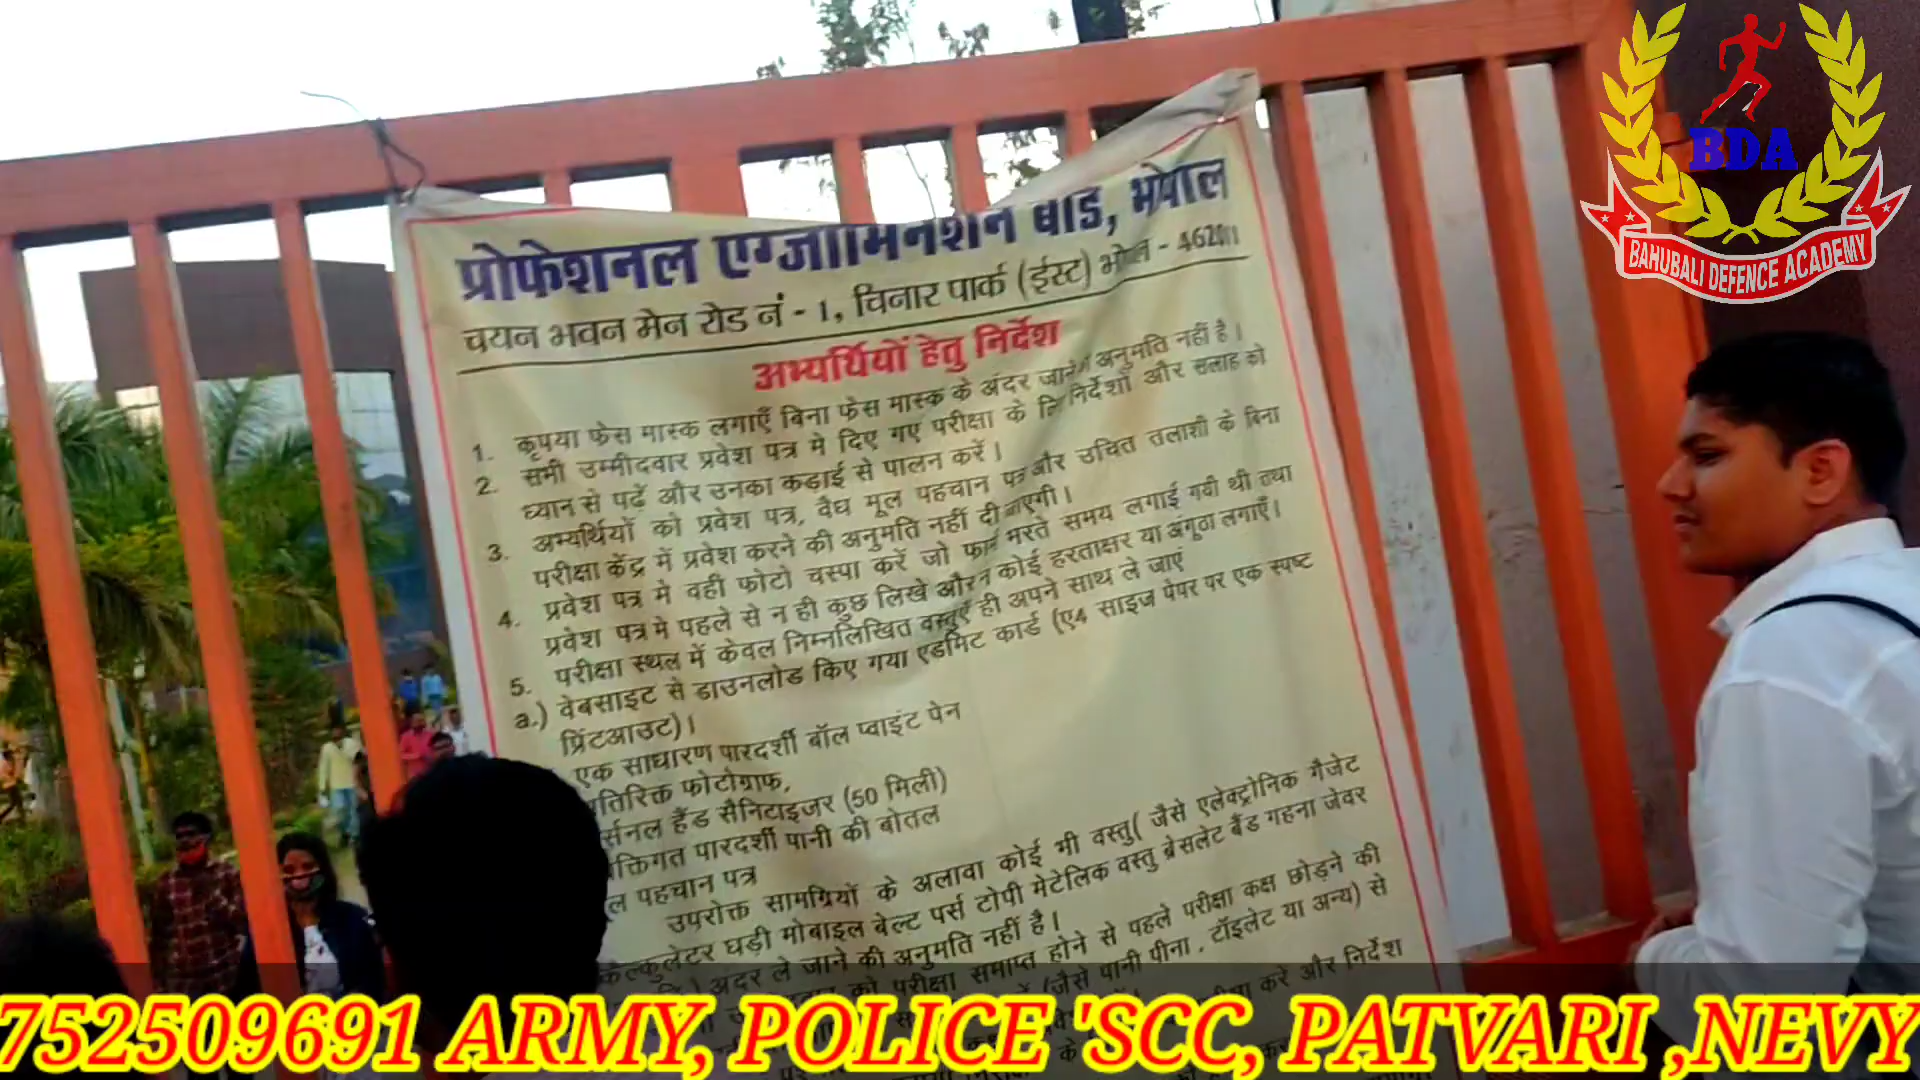 BDA
BAHUBALI DEFENCE ACADEMY
प्रोफेशनल एग्जामिनेशन बोर्ड, भोपाल
चयन भवन मेन रोड नं - 1, चिनार पार्क (ईस्ट) भोपाल - 462011
अभ्यर्थियों हेतु निर्देश
1. कृपया फेस मास्क लगाएँ बिना फेस मास्क के अंदर जाने की अनुमति नहीं है।
2. सभी उम्मीदवार प्रवेश पत्र मे दिए गए परीक्षा के निर्देशों और सलाह को
ध्यान से पढ़ें और उनका कडाई से पालन करें।
3. अभ्यर्थियों को प्रवेश पत्र, वैध मूल पहचान पत्र और उचित तलाशी के बिना
परीक्षा केंद्र में प्रवेश करने की अनुमति नहीं दी जाएगी।
4. प्रवेश पत्र मे वही फोटो चस्पा करें जो फार्म भरते समय लगाई गयी थी तथा
प्रवेश पत्र मे पहले से न ही कुछ लिखे और न कोई हस्ताक्षर या अंगूठा लगाएँ।
5. परीक्षा स्थल में केवल निम्नलिखित वस्तुएँ ही अपने साथ ले जाएं
a.) वेबसाइट से डाउनलोड किए गया एडमिट कार्ड (ए4 साइज पेपर पर एक स्पष्ट
प्रिंटआउट)।
एक साधारण पारदर्शी बॉल प्वाइंट पेन
तिरिक्त फोटोग्राफ,
र्सनल हैंड सैनिटाइजर (50 मिली)
क्तिगत पारदर्शी पानी की बोतल
ल पहचान पत्र
उपरोक्त सामग्रियों के अलावा कोई भी वस्तु( जैसे एलेक्ट्रोनिक गैजेट
कैल्कुलेटर घड़ी मोबाइल बेल्ट पर्स टोपी मेटेलिक वस्तु ब्रेसलेट बैंड गहना जेवर
) अंदर ले जाने की अनुमति नहीं है।
को परीक्षा समाप्त होने से पहले परीक्षा कक्ष छोड़ने की
(जैसे पानी पीना, टॉइलेट या अन्य) से
करे और निर्देश
752509691 ARMY, POLICE 'SCC, PATVARI ,NEVY